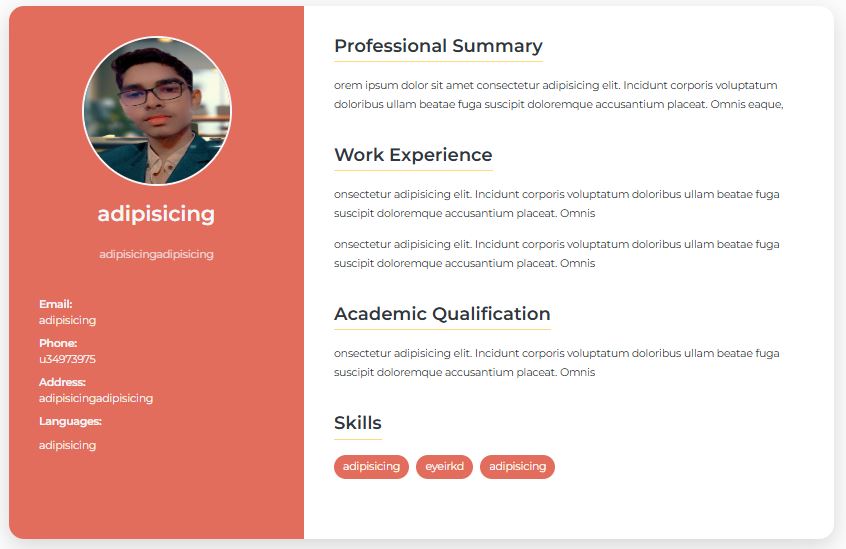 adipisicing
adipisicingadipisicing
Email:
adipisicing
Phone:
u34973975
Address:
adipisicingadipisicing
Languages:
adipisicing
Professional Summary
orem ipsum dolor sit amet consectetur adipisicing elit. Incidunt corporis voluptatum
doloribus ullam beatae fuga suscipit doloremque accusantium placeat. Omnis eaque,
Work Experience
onsectetur adipisicing elit. Incidunt corporis voluptatum doloribus ullam beatae fuga
suscipit doloremque accusantium placeat. Omnis
onsectetur adipisicing elit. Incidunt corporis voluptatum doloribus ullam beatae fuga
suscipit doloremque accusantium placeat. Omnis
Academic Qualification
onsectetur adipisicing elit. Incidunt corporis voluptatum doloribus ullam beatae fuga
suscipit doloremque accusantium placeat. Omnis
Skills
adipisicing eyeirkd adipisicing